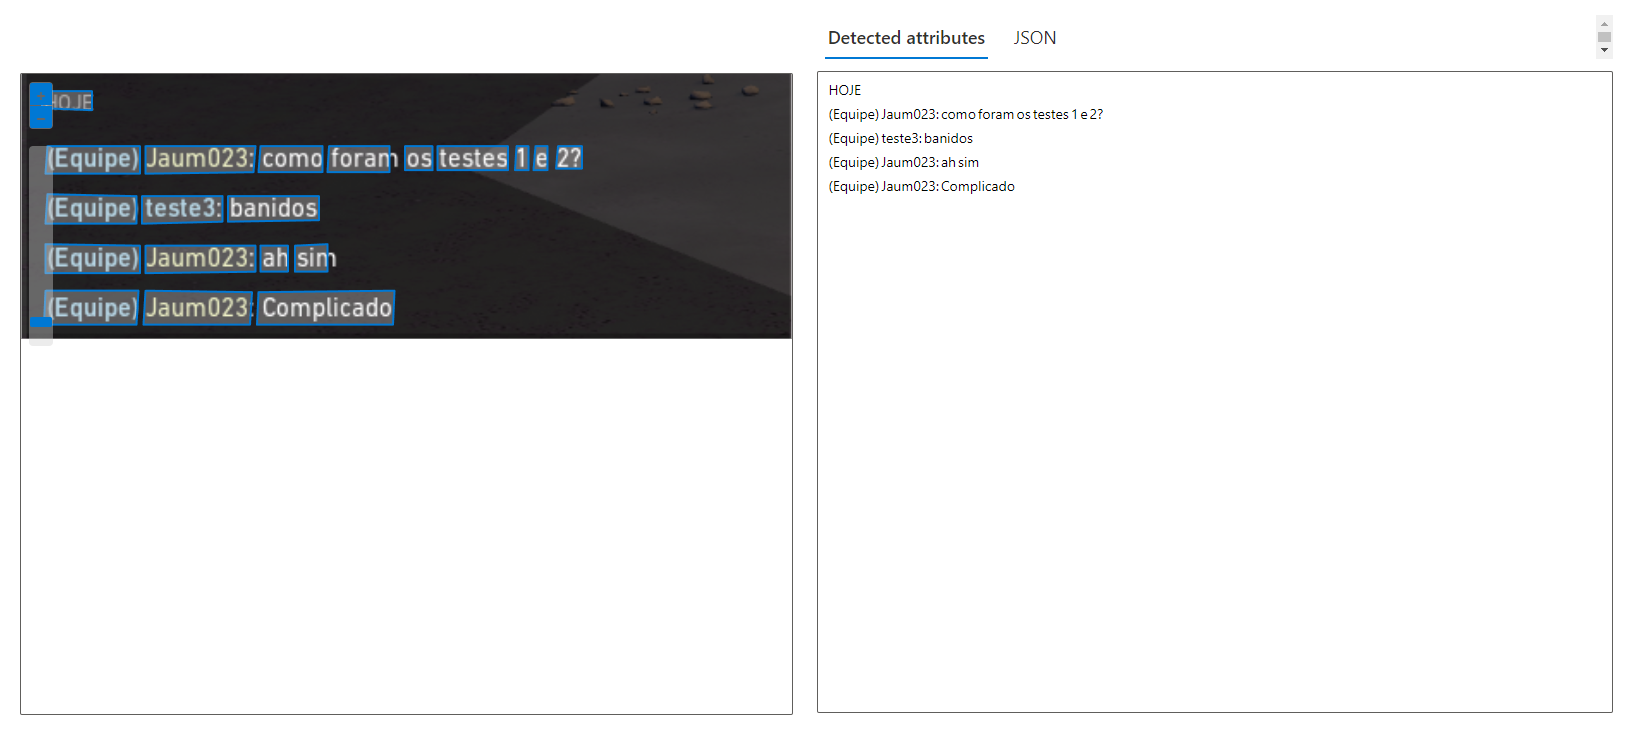 Detected attributes JSON
HOJE
(Equipe) Jaum023: como foram os testes 1 e 2?
(Equipe) teste3: banidos
(Equipe) Jaum023: ah sim
(Equipe) Jaum023: Complicado
HOJE
(Equipe) Jaum023: como foram os testes 1 e 2?
(Equipe) teste3: banidos
(Equipe) Jaum023: ah sim
(Equipe) Jaum023: Complicado